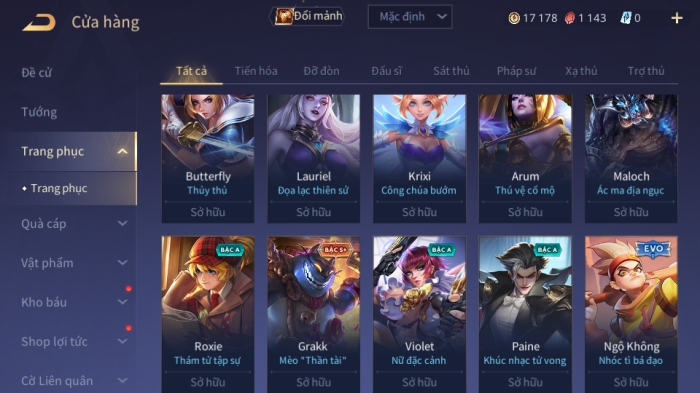 Cửa hàng
Đổi mảnh
Mặc định
17 178
1 143
0
Đề cử
Tướng
Trang phục
Trang phục
Quà cáp
Vật phẩm
Kho báu
Shop lợi tức
Cờ Liên quân
Tất cả
Tiến hóa
Đỡ đòn
Đấu sĩ
Sát thủ
Pháp sư
Xạ thủ
Trợ thủ
Butterfly
Thủy thủ
Sở hữu
Lauriel
Đọa lạc thiên sứ
Sở hữu
Krixi
Công chúa bướm
Sở hữu
Arum
Thú vệ cổ mộ
Sở hữu
Maloch
Ác ma địa ngục
Sở hữu
BẬC A
Roxie
Thám tử tập sự
Sở hữu
BẬC S+
Grakk
Mèo "Thần tài"
Sở hữu
BẬC A
Violet
Nữ đặc cảnh
Sở hữu
BẬC A
Paine
Khúc nhạc tử vong
Sở hữu
EVO
Ngộ Không
Nhóc tì bá đạo
Sở hữu